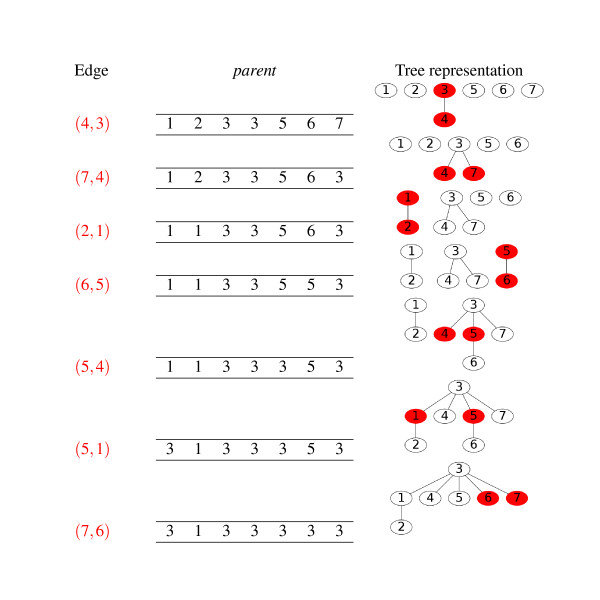 Edge parent Tree representation
1 2 3 5 6 7
4
(4,3) 1 2 3 3 5 6 7
1 2 3 5 6
4 7
(7,4) 1 2 3 3 5 6 3
1 3 5 6
2 4 7
(2,1) 1 1 3 3 5 6 3
1 3 5
2 4 7 6
(6,5) 1 1 3 3 5 5 3
1 3
2 4 5 7
6
(5,4) 1 1 3 3 3 5 3
3
1 4 5 7
2 6
(5,1) 3 1 3 3 3 5 3
3
1 4 5 6 7
2
(7,6) 3 1 3 3 3 3 3